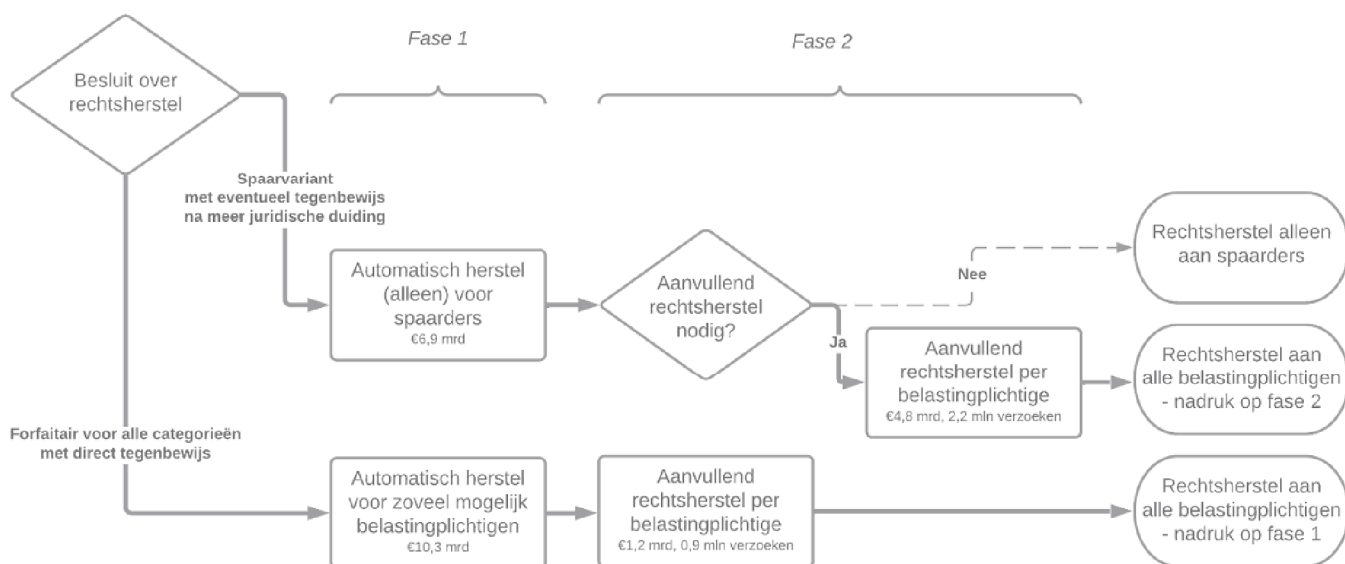 Fase 1
Fase 2
Besluit over
rechtsherstel
Spaarvariant
met eventueel tegenbewijs
na meer juridische duiding
Automatisch herstel
(alleen) voor
spaarders
€6,9 mrd
Aanvullend
rechtsherstel
nodig?
Nee
Rechtsherstel alleen
aan spaarders
Ja
Aanvullend
rechtsherstel per
belastingplichtige
€4,8 mrd, 2,2 mln verzoeken
Rechtsherstel aan
alle belastingplichtigen
- nadruk op fase 2
Forfaitair voor alle categorieën
met direct tegenbewijs
Automatisch herstel
voor zoveel mogelijk
belastingplichtigen
€10,3 mrd
Aanvullend
rechtsherstel per
belastingplichtige
€1,2 mrd, 0,9 mln verzoeken
Rechtsherstel aan
alle belastingplichtigen
- nadruk op fase 1